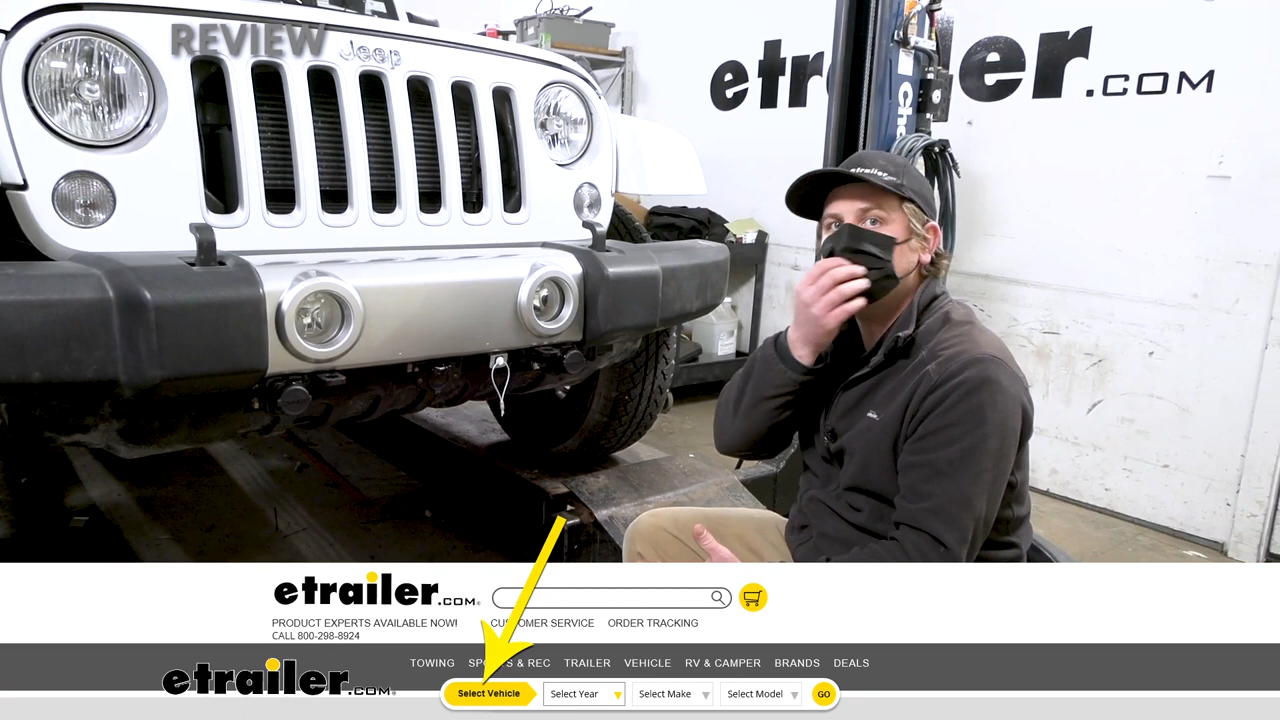 REVIEW
Jeep
etrailer.com
etrailer.com
etrailer.com
PRODUCT EXPERTS AVAILABLE NOW!
CALL 800-298-8924
CUSTOMER SERVICE ORDER TRACKING
TOWING SPORTS & REC TRAILER VEHICLE RV & CAMPER BRANDS DEALS
etrailer.com
Select Vehicle Select Year Select Make Select Model GO